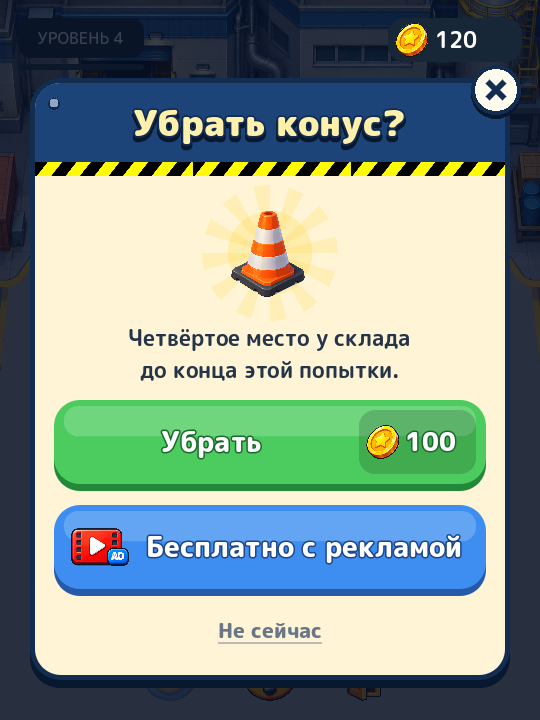 УРОВЕНЬ 4
120
Убрать конус?
Четвёртое место у склада
до конца этой попытки.
Убрать 100
AD Бесплатно с рекламой
Не сейчас